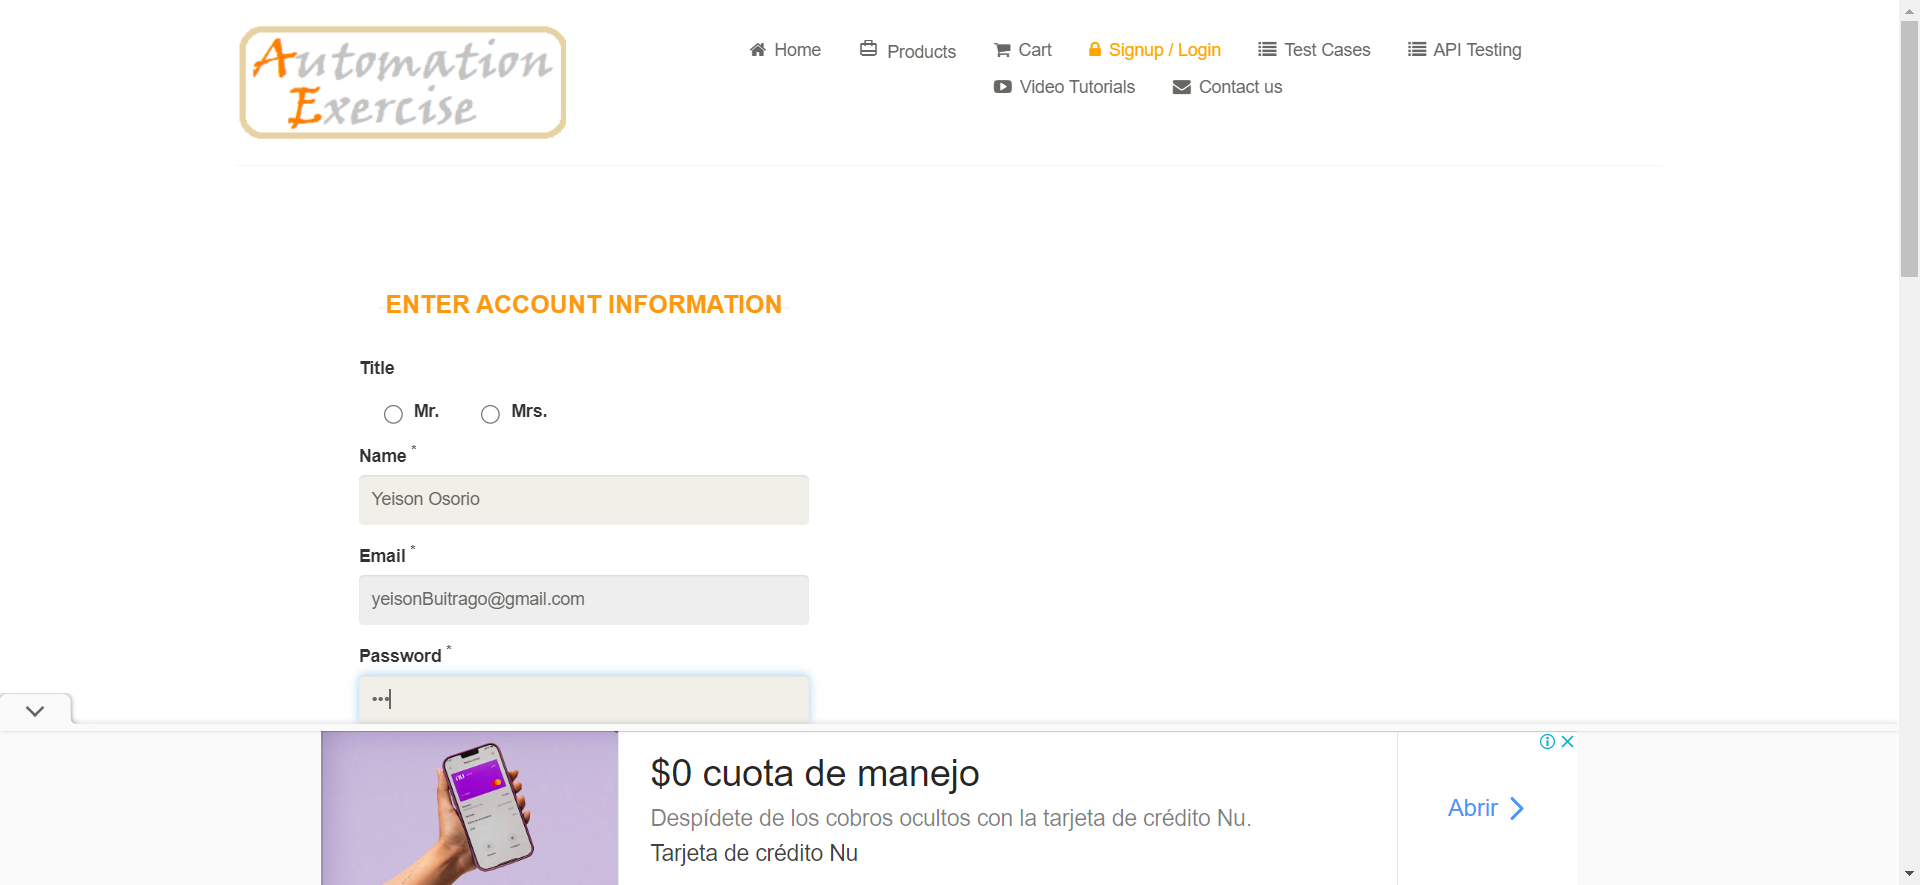 Automation
Exercise
Home
Products
Cart
Signup / Login
Test Cases
API Testing
Video Tutorials
Contact us
ENTER ACCOUNT INFORMATION
Title
Mr.
Mrs.
Name *
Yeison Osorio
Email *
yeisonBuitrago@gmail.com
Password *
•••
$0 cuota de manejo
Despídete de los cobros ocultos con la tarjeta de crédito Nu.
Tarjeta de crédito Nu
Abrir